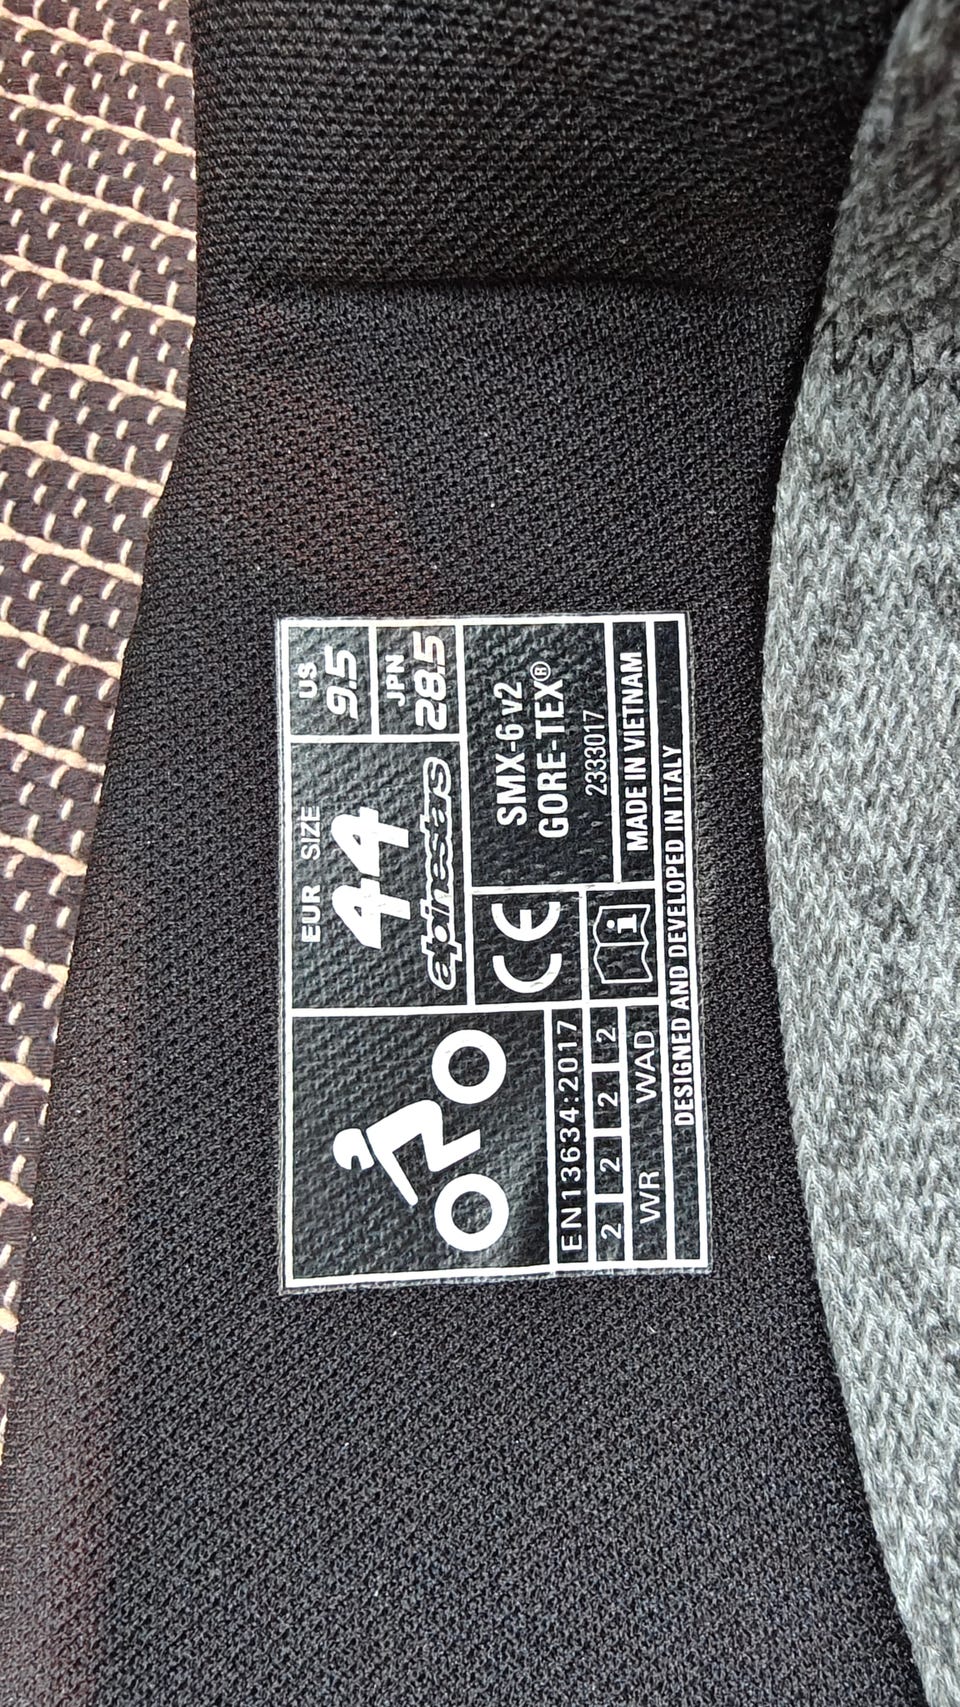 EUR SIZE
44
alpinestars
US
9.5
JPN
28.5
EN13634:2017
2 2 2 2
WR WAD
CE
i
SMX-6 v2
GORE-TEX®
2333017
MADE IN VIETNAM
DESIGNED AND DEVELOPED IN ITALY